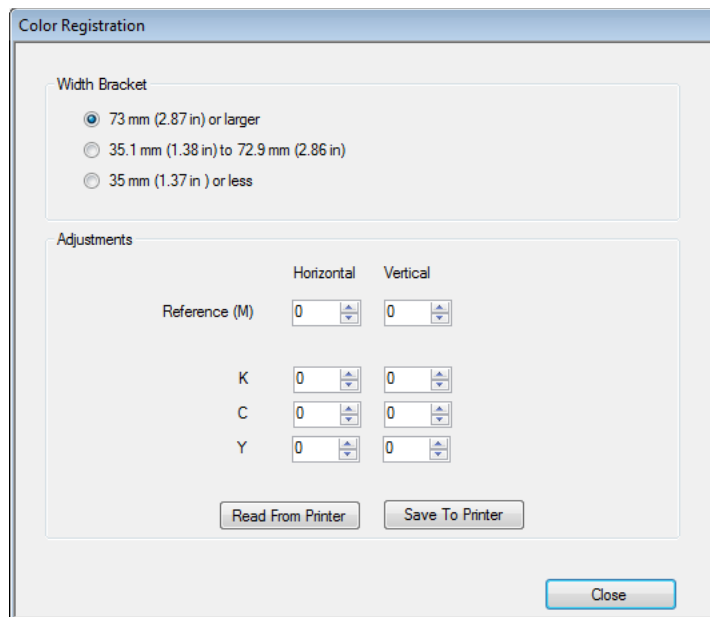 Color Registration
Width Bracket
73 mm (2.87 in) or larger
35.1 mm (1.38 in) to 72.9 mm (2.86 in)
35 mm (1.37 in ) or less
Adjustments
Horizontal Vertical
Reference (M) 0 0
K 0 0
C 0 0
Y 0 0
Read From Printer Save To Printer
Close